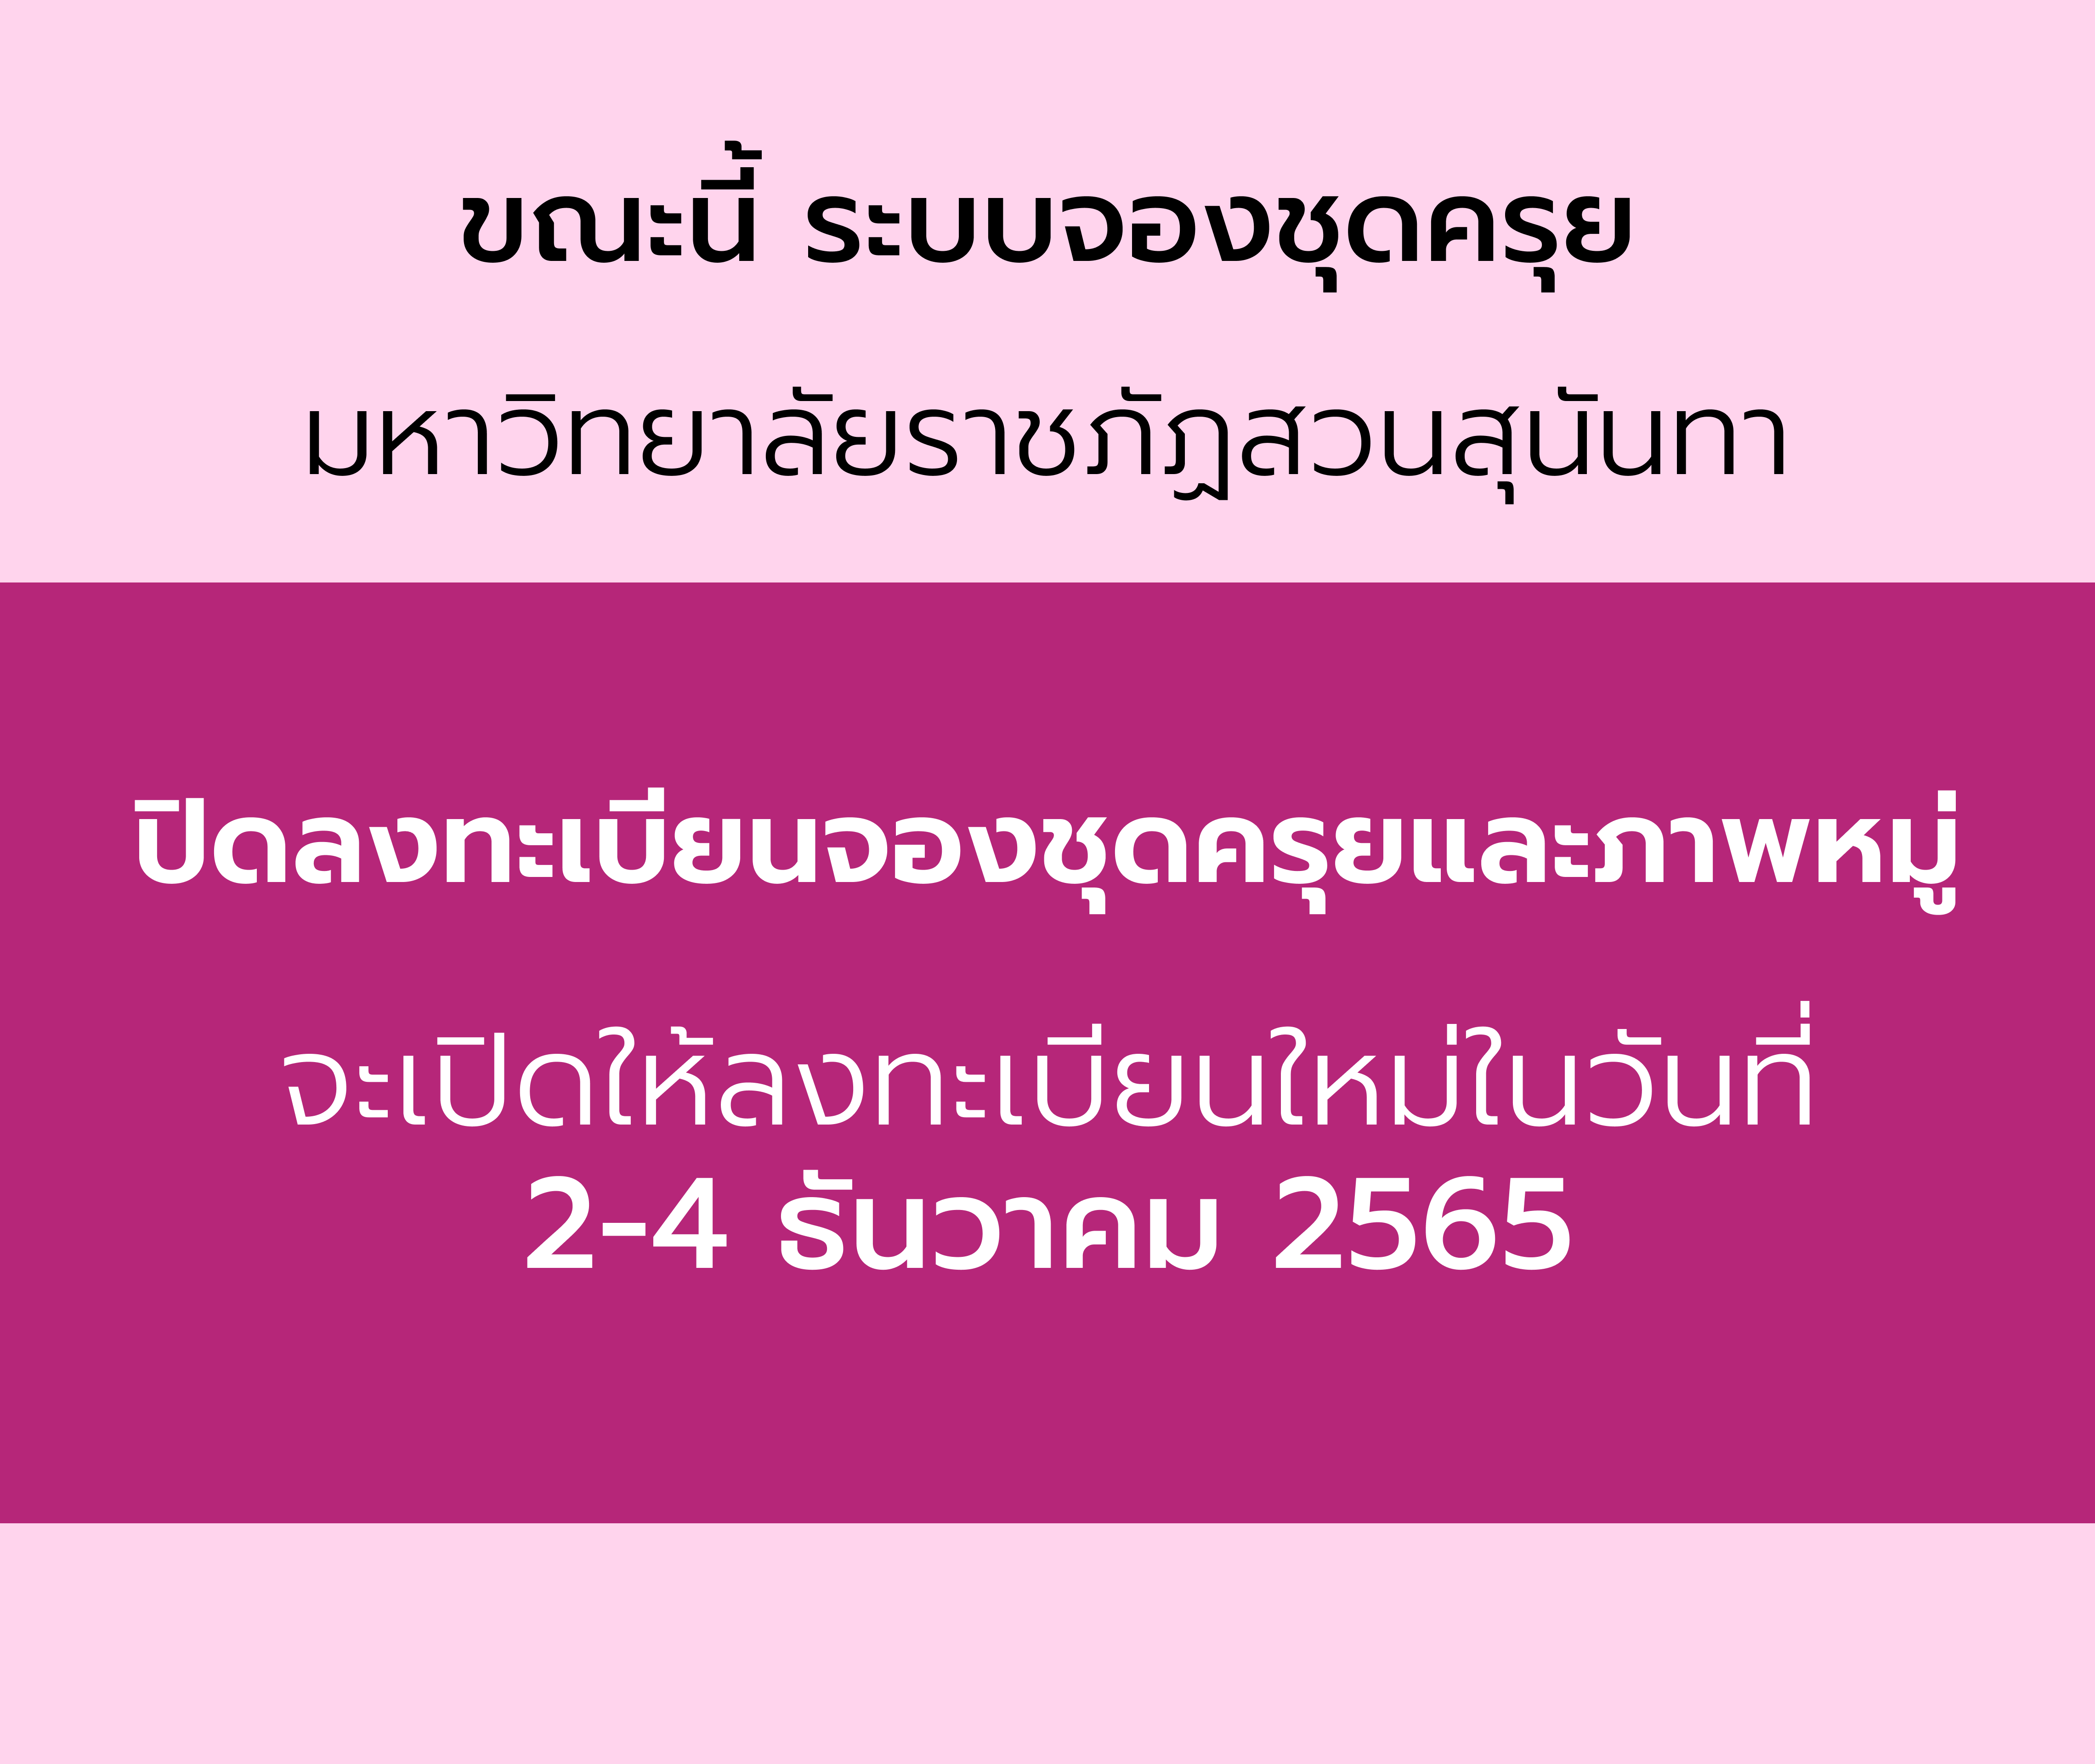 ขณะนี้ ระบบจองชุดครุย
มหาวิทยาลัยราชภัฏสวนสุนันทา
ปิดลงทะเบียนจองชุดครุยและภาพหมู่
จะเปิดให้ลงทะเบียนใหม่ในวันที่
2-4 ธันวาคม 2565